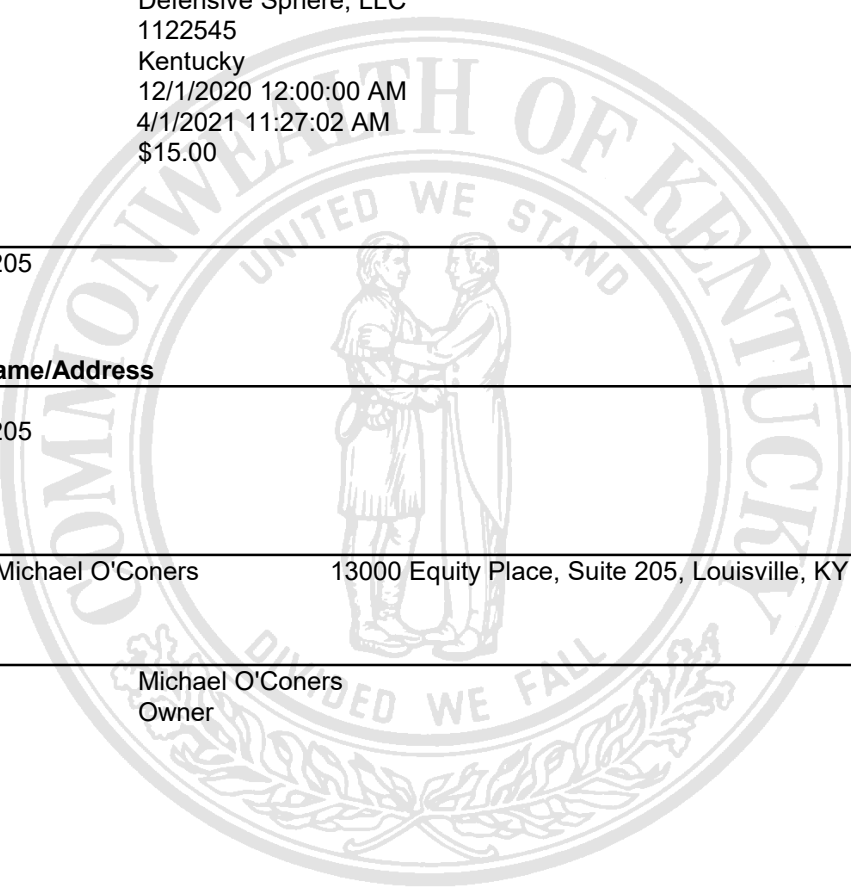 Defensive Sphere, LLC
1122545
Kentucky
12/1/2020 12:00:00 AM
4/1/2021 11:27:02 AM
$15.00
205
ame/Address
205
Michael O'Coners 13000 Equity Place, Suite 205, Louisville, KY
Michael O'Coners
Owner
COMMONWEALTH OF KENTUCKY
UNITED WE STAND
DIVIDED WE FALL